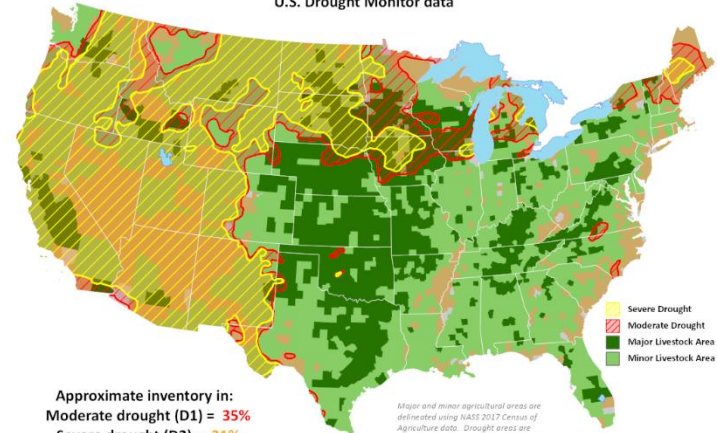 U.S. Drought Monitor data
Severe Drought
Moderate Drought
Major Livestock Area
Minor Livestock Area
Approximate inventory in:
Moderate drought (D1) = 35%
Major and minor agricultural areas are
delineated using NASS 2017 Census of
Agriculture data. Drought areas are